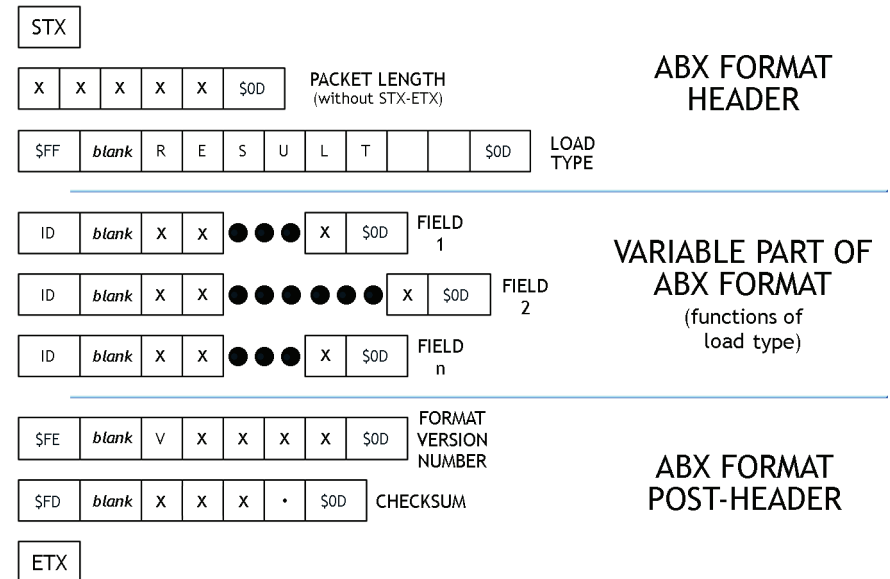 STX
X X X X X $0D
PACKET LENGTH
(without STX-ETX)
ABX FORMAT
HEADER
$FF blank R E S U L T $0D
LOAD
TYPE
ID blank X X X $0D
FIELD
1
VARIABLE PART OF
ABX FORMAT
(functions of
load type)
ID blank X X X $0D
FIELD
2
ID blank X X X $0D
FIELD
n
$FE blank V X X X X $0D
FORMAT
VERSION
NUMBER
ABX FORMAT
POST-HEADER
$FD blank X X X · $0D
CHECKSUM
ETX